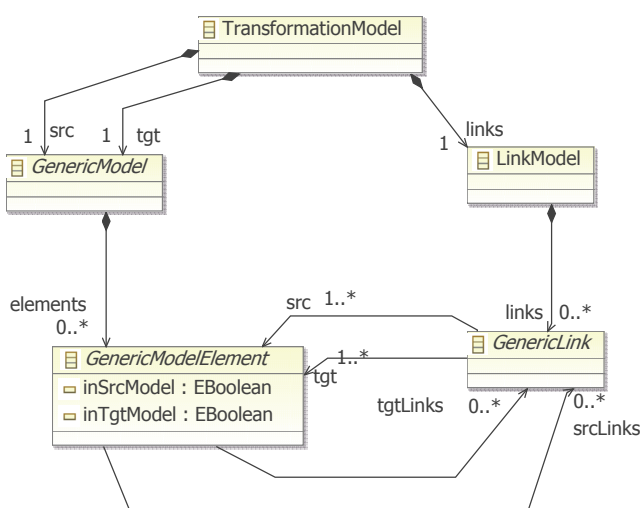 TransformationModel
1 src
1 tgt
links
1
GenericModel
LinkModel
elements
0..*
src 1..*
links 0..*
GenericModelElement
inSrcModel : EBoolean
inTgtModel : EBoolean
1..*
tgt
GenericLink
tgtLinks
0..*
0..*
srcLinks